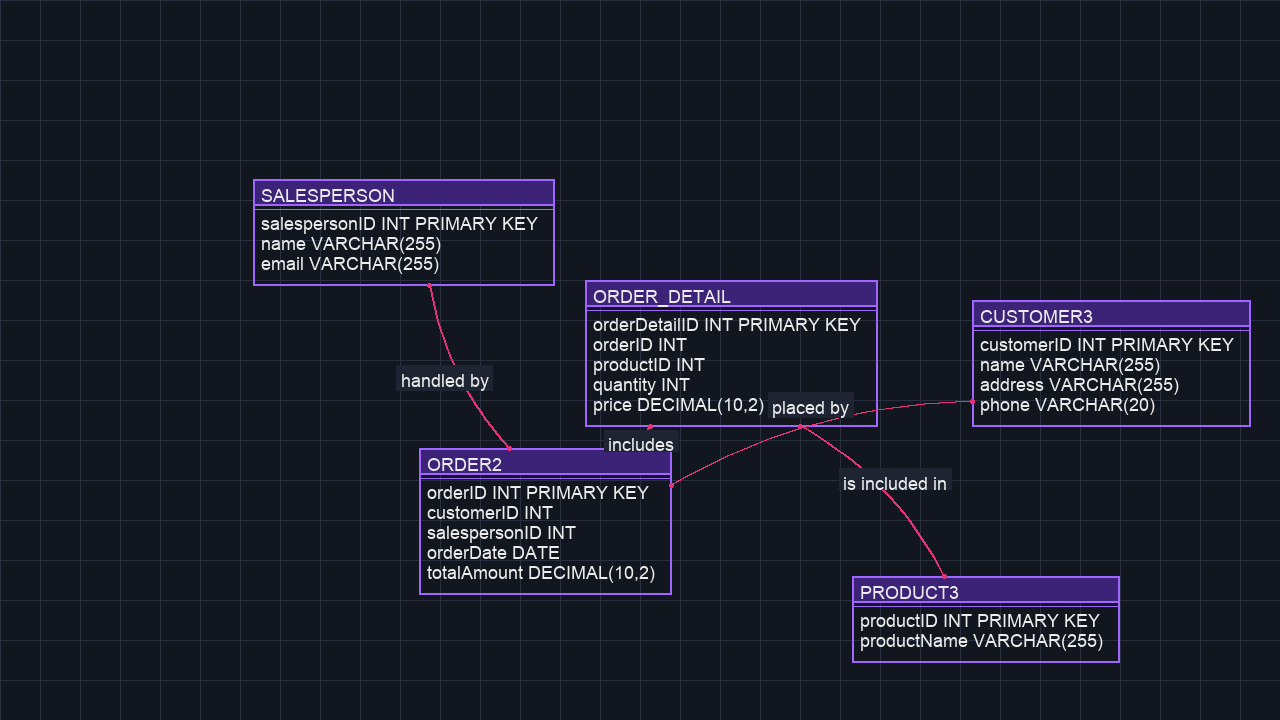 SALESPERSON
salespersonID INT PRIMARY KEY
name VARCHAR(255)
email VARCHAR(255)
ORDER_DETAIL
orderDetailID INT PRIMARY KEY
orderID INT
productID INT
quantity INT
price DECIMAL(10,2)
CUSTOMER3
customerID INT PRIMARY KEY
name VARCHAR(255)
address VARCHAR(255)
phone VARCHAR(20)
handled by
placed by
includes
is included in
ORDER2
orderID INT PRIMARY KEY
customerID INT
salespersonID INT
orderDate DATE
totalAmount DECIMAL(10,2)
PRODUCT3
productID INT PRIMARY KEY
productName VARCHAR(255)